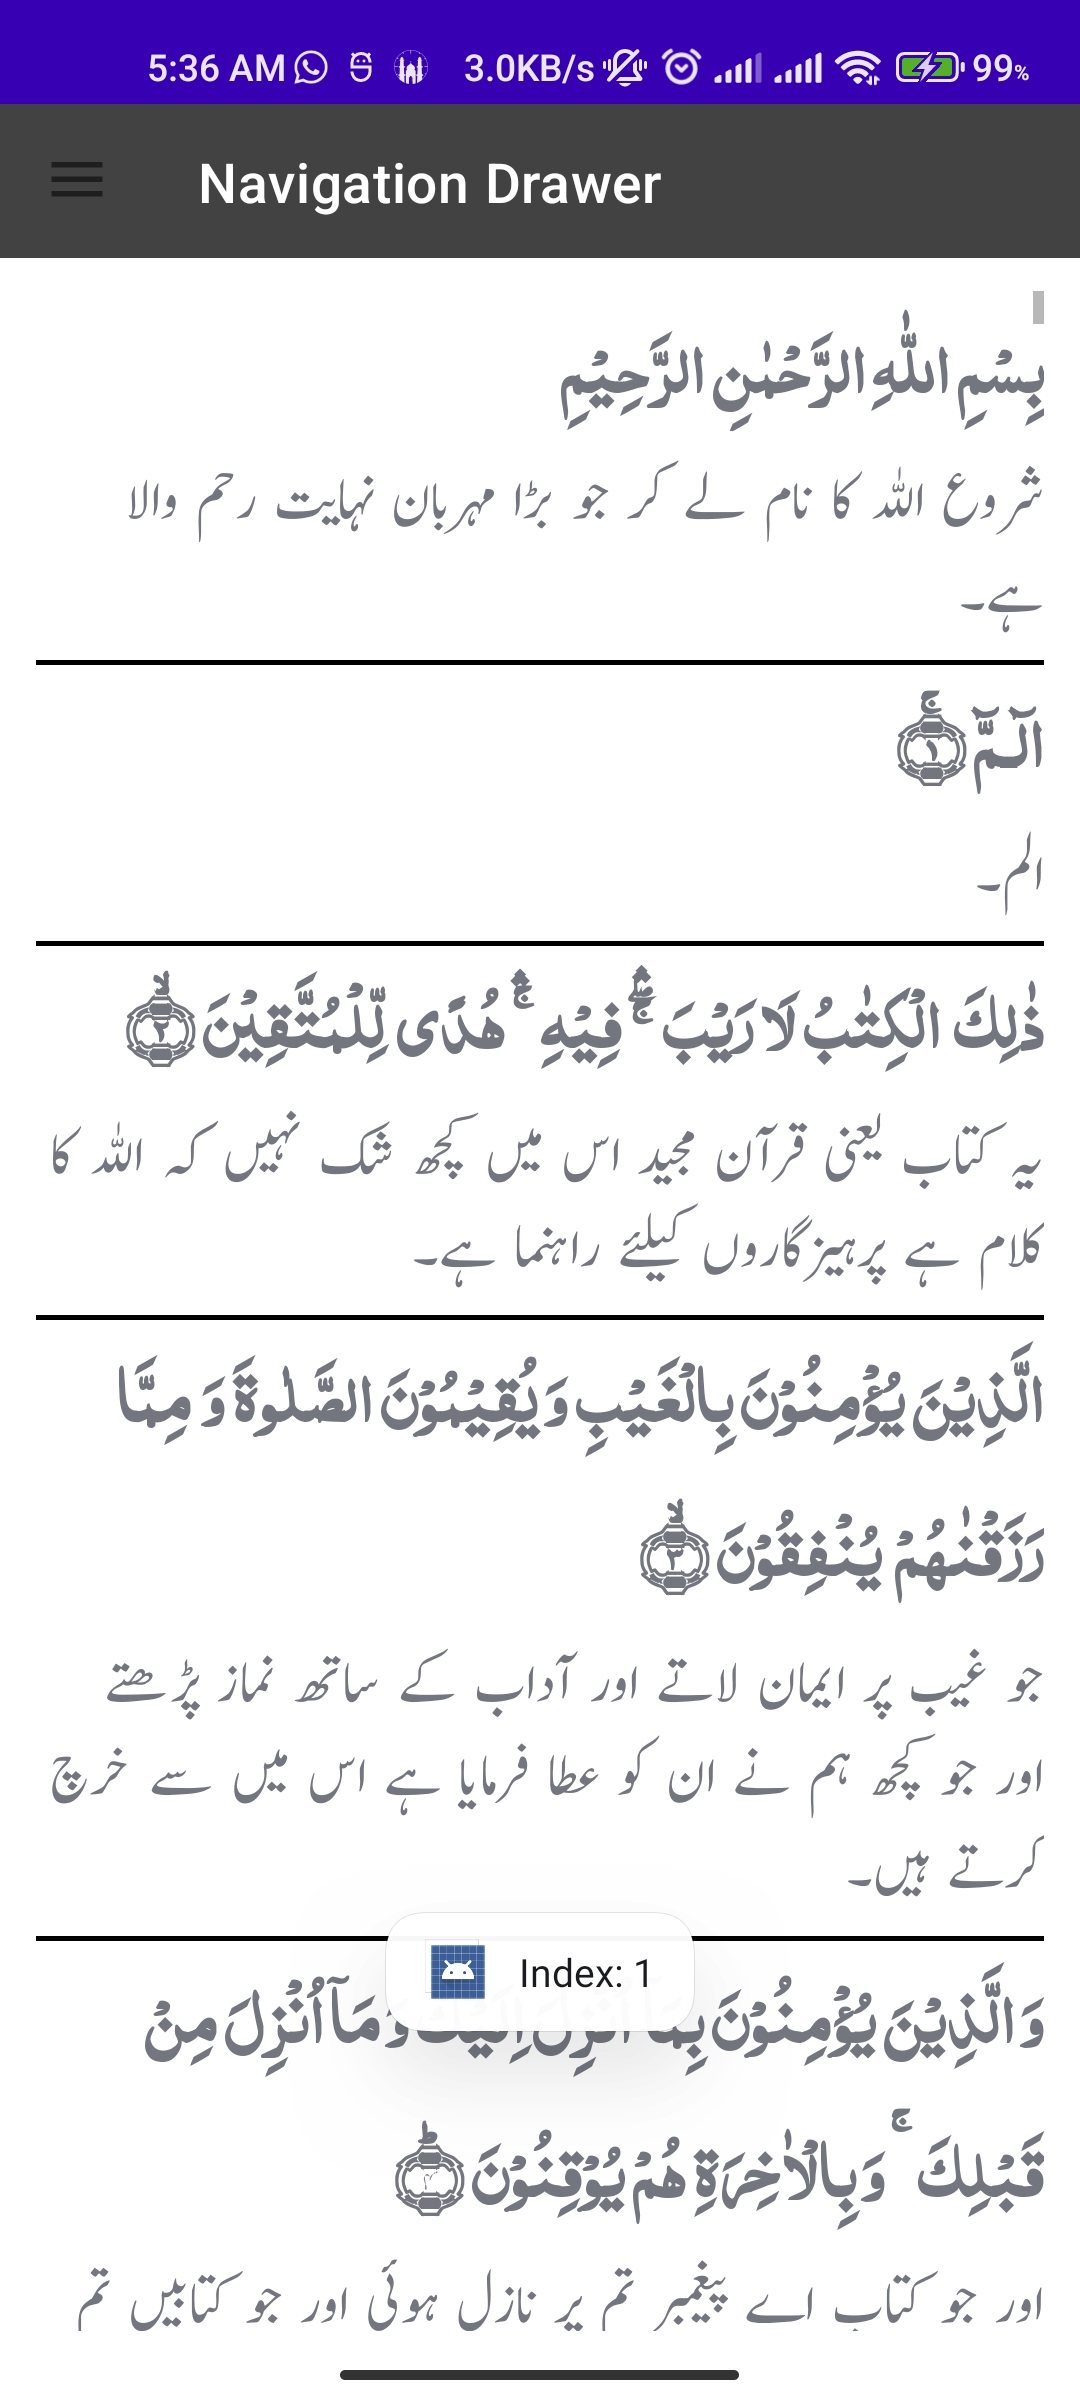 5:36 AM 3.0KB/s 99%
Navigation Drawer
بِسْمِ اللّٰهِ الرَّحْمٰنِ الرَّحِيْمِ
شروع اللہ کا نام لے کر جو بڑا مہربان نہایت رحم والا
ہے۔
الٓـمّٓ ۚ‏﴿۱﴾
الم۔
ذٰلِكَ الْكِتٰبُ لَا رَيْبَ ۛۖۚ فِيْهِ ۛۚ هُدًى لِّلْمُتَّقِيْنَ ۙ‏﴿۲﴾
یہ کتاب یعنی قرآن مجید اس میں کچھ شک نہیں کہ اللہ کا
کلام ہے پرہیزگاروں کیلئے راہنما ہے۔
الَّذِيْنَ يُؤْمِنُوْنَ بِالْغَيْبِ وَ يُقِيْمُوْنَ الصَّلٰوةَ وَ مِمَّا
رَزَقْنٰهُمْ يُنْفِقُوْنَ ۙ‏﴿۳﴾
جو غیب پر ایمان لاتے اور آداب کے ساتھ نماز پڑھتے
اور جو کچھ ہم نے ان کو عطا فرمایا ہے اس میں سے خرچ
کرتے ہیں۔
Index: 1
وَالَّذِيْنَ يُؤْمِنُوْنَ بِمَآ اُنْزِلَ اِلَيْكَ وَ مَآ اُنْزِلَ مِنْ
قَبْلِكَ ۚ وَبِالْاٰخِرَةِ هُمْ يُوْقِنُوْنَ ؕ‏﴿۴﴾
اور جو کتاب اے پیغمبر تم پر نازل ہوئی اور جو کتابیں تم